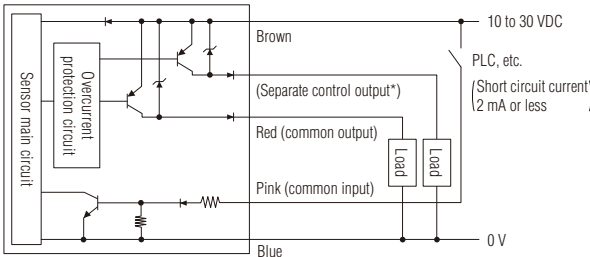 Brown
10 to 30 VDC
PLC, etc.
(Short circuit current
2 mA or less
Sensor main circuit
Overcurrent
protection circuit
(Separate control output*)
Red (common output)
Load
Load
Pink (common input)
0 V
Blue